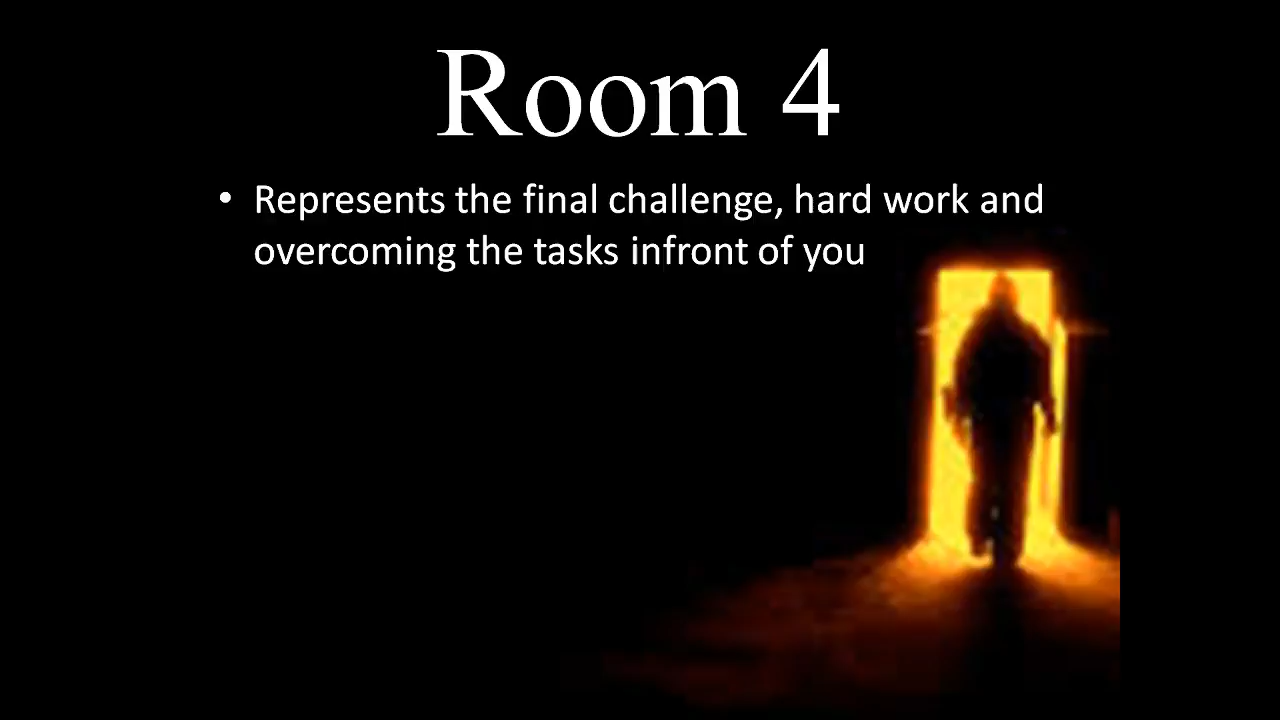 Room 4
• Represents the final challenge, hard work and
overcoming the tasks infront of you